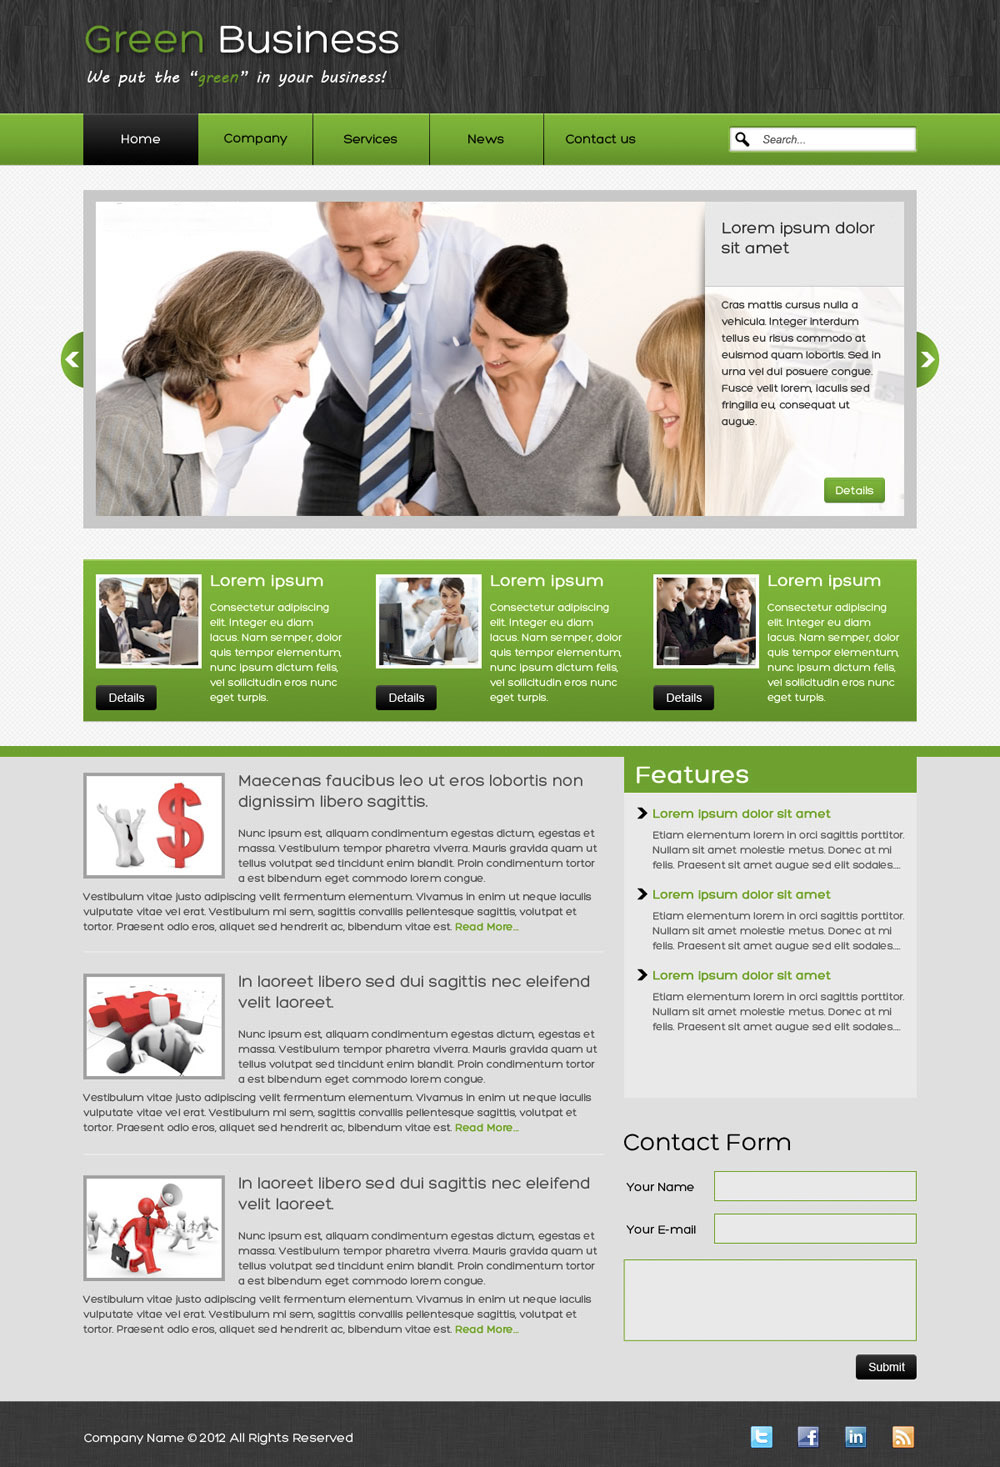 Green Business
We put the “green” in your business!
Home
Company
Services
News
Contact us
Search...
Lorem ipsum dolor
sit amet
Cras mattis cursus nulla a
vehicula. Integer interdum
tellus eu risus commodo at
euismod quam lobortis. Sed in
urna vel dui posuere congue.
Fusce velit lorem, iaculis sed
fringilla eu, consequat ut
augue.
Details
Lorem ipsum
Consectetur adipiscing
elit. Integer eu diam
lacus. Nam semper, dolor
quis tempor elementum,
nunc ipsum dictum felis,
vel sollicitudin eros nunc
eget turpis.
Details
Lorem ipsum
Consectetur adipiscing
elit. Integer eu diam
lacus. Nam semper, dolor
quis tempor elementum,
nunc ipsum dictum felis,
vel sollicitudin eros nunc
eget turpis.
Details
Lorem ipsum
Consectetur adipiscing
elit. Integer eu diam
lacus. Nam semper, dolor
quis tempor elementum,
nunc ipsum dictum felis,
vel sollicitudin eros nunc
eget turpis.
Details
Maecenas faucibus leo ut eros lobortis non
dignissim libero sagittis.
Nunc ipsum est, aliquam condimentum egestas dictum, egestas et
massa. Vestibulum tempor pharetra viverra. Mauris gravida quam ut
tellus volutpat sed tincidunt enim blandit. Proin condimentum tortor
a est bibendum eget commodo lorem congue.
Vestibulum vitae justo adipiscing velit fermentum elementum. Vivamus in enim ut neque iaculis
vulputate vitae vel erat. Vestibulum mi sem, sagittis convallis pellentesque sagittis, volutpat et
tortor. Praesent odio eros, aliquet sed hendrerit ac, bibendum vitae est. Read More...
In laoreet libero sed dui sagittis nec eleifend
velit laoreet.
Nunc ipsum est, aliquam condimentum egestas dictum, egestas et
massa. Vestibulum tempor pharetra viverra. Mauris gravida quam ut
tellus volutpat sed tincidunt enim blandit. Proin condimentum tortor
a est bibendum eget commodo lorem congue.
Vestibulum vitae justo adipiscing velit fermentum elementum. Vivamus in enim ut neque iaculis
vulputate vitae vel erat. Vestibulum mi sem, sagittis convallis pellentesque sagittis, volutpat et
tortor. Praesent odio eros, aliquet sed hendrerit ac, bibendum vitae est. Read More...
In laoreet libero sed dui sagittis nec eleifend
velit laoreet.
Nunc ipsum est, aliquam condimentum egestas dictum, egestas et
massa. Vestibulum tempor pharetra viverra. Mauris gravida quam ut
tellus volutpat sed tincidunt enim blandit. Proin condimentum tortor
a est bibendum eget commodo lorem congue.
Vestibulum vitae justo adipiscing velit fermentum elementum. Vivamus in enim ut neque iaculis
vulputate vitae vel erat. Vestibulum mi sem, sagittis convallis pellentesque sagittis, volutpat et
tortor. Praesent odio eros, aliquet sed hendrerit ac, bibendum vitae est. Read More...
Features
Lorem ipsum dolor sit amet
Etiam elementum lorem in orci sagittis porttitor.
Nullam sit amet molestie metus. Donec at mi
felis. Praesent sit amet augue sed elit sodales....
Lorem ipsum dolor sit amet
Etiam elementum lorem in orci sagittis porttitor.
Nullam sit amet molestie metus. Donec at mi
felis. Praesent sit amet augue sed elit sodales....
Lorem ipsum dolor sit amet
Etiam elementum lorem in orci sagittis porttitor.
Nullam sit amet molestie metus. Donec at mi
felis. Praesent sit amet augue sed elit sodales....
Contact Form
Your Name
Your E-mail
Submit
Company Name © 2012 All Rights Reserved